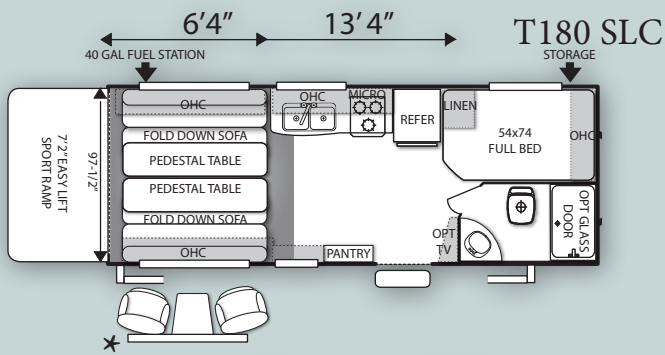 6'4"
13'4"
T180 SLC
40 GAL FUEL STATION
STORAGE
OHC
OHC
MICRO
REFER
LINEN
54x74
FULL BED
OHC
7'2" EASY LIFT
SPORT RAMP
97-1/2"
FOLD DOWN SOFA
PEDESTAL TABLE
PEDESTAL TABLE
FOLD DOWN SOFA
OHC
PANTRY
OPT
TV
OPT GLASS
DOOR
*